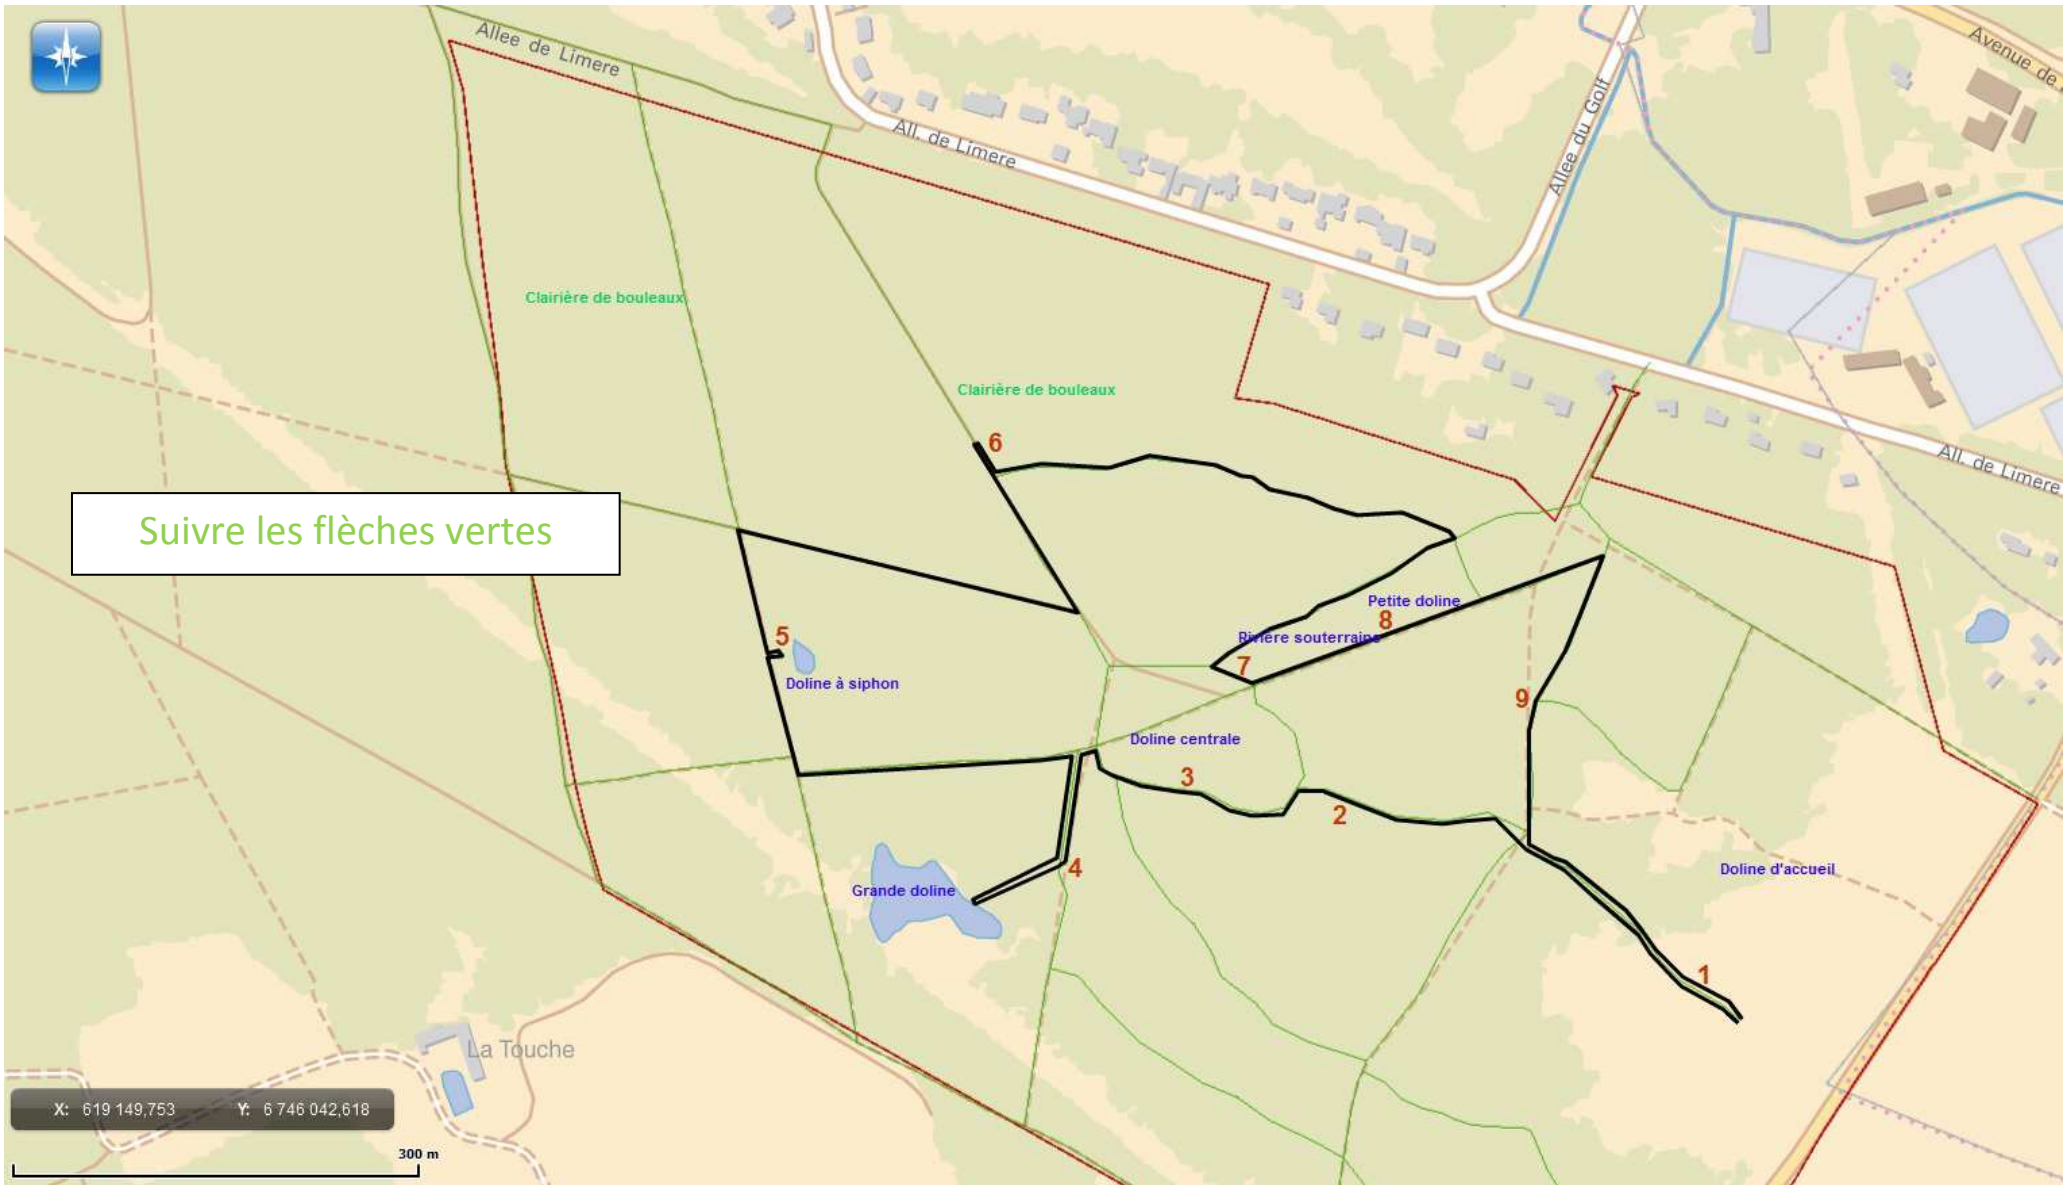 Allee de Limere
Avenue de
All. de Limere
Allee du Golf
Clairière de bouleaux
Clairière de bouleaux
6
All. de Limere
Suivre les flèches vertes
Petite doline
8
Rivière souterraine
5
7
Doline à siphon
9
Doline centrale
3
2
4
Doline d'accueil
Grande doline
1
La Touche
X: 619 149,753 Y: 6 746 042,618
300 m